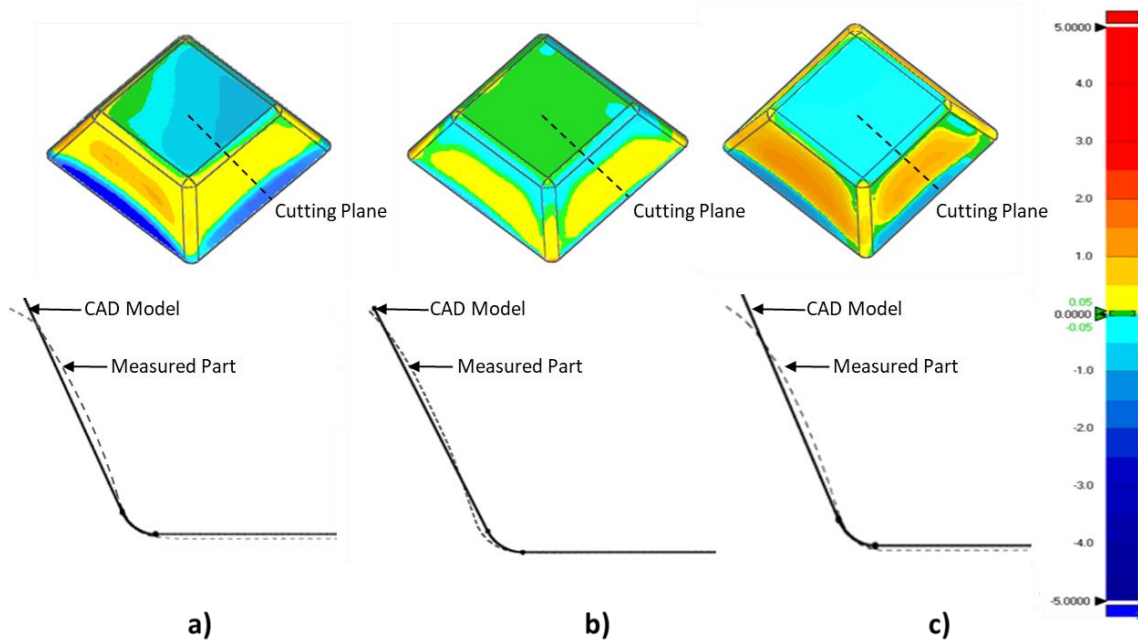 Cutting Plane
Cutting Plane
Cutting Plane
CAD Model
Measured Part
CAD Model
Measured Part
CAD Model
Measured Part
a)
b)
c)
5.0000
4.0
3.0
2.0
1.0
0.05
0.0000
-0.05
-1.0
-2.0
-3.0
-4.0
-5.0000